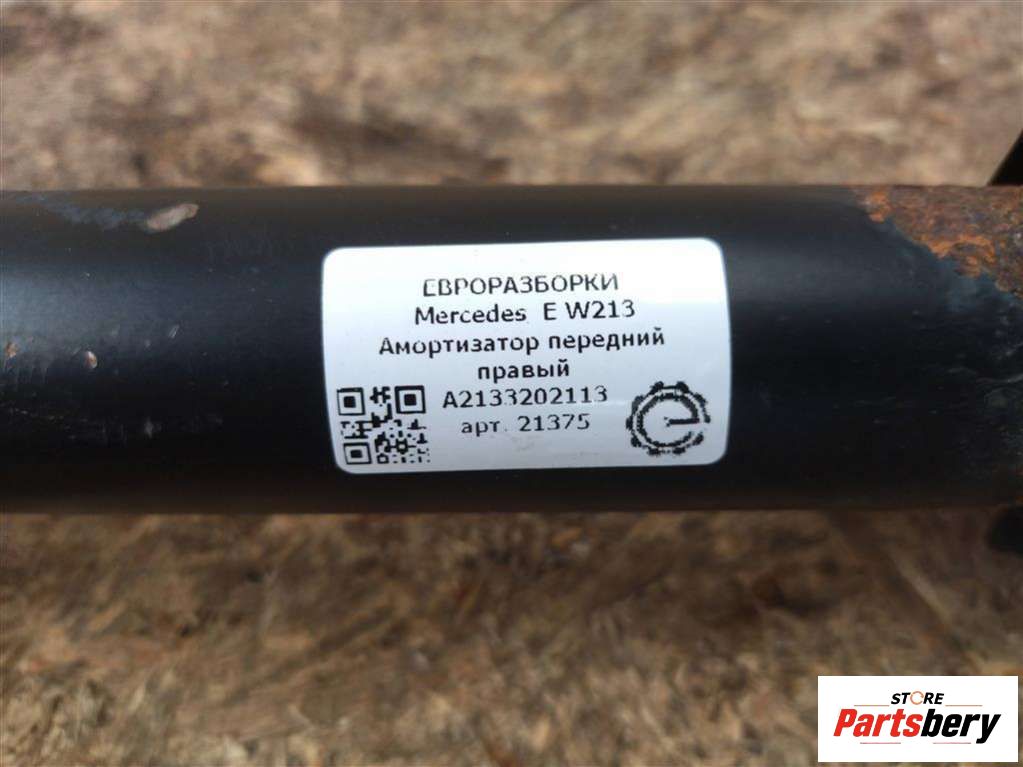 ЕВРОРАЗБОРКИ
Mercedes E W213
Амортизатор передний
правый
A2133202113
арт. 21375
STORE
Partsbery